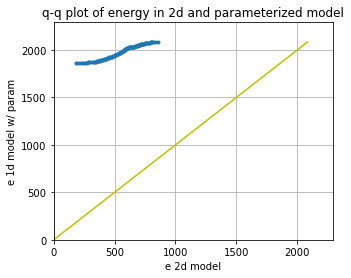 q-q plot of energy in 2d and parameterized model
2000
1500
1000
500
0
0 500 1000 1500 2000
e 1d model w/ param
e 2d model